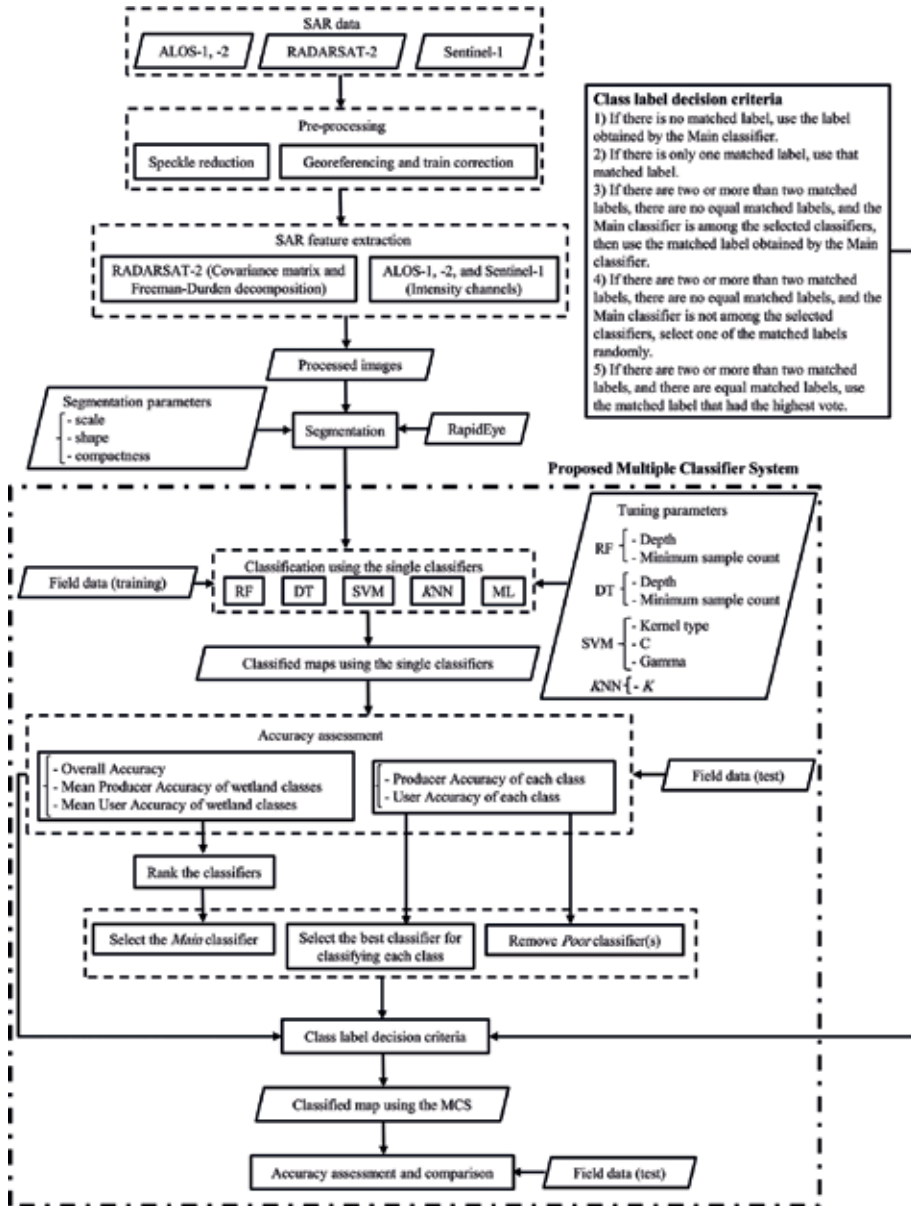 SAR data
ALOS-1, -2
RADARSAT-2
Sentinel-1
Pre-processing
Speckle reduction
Georeferencing and train correction
SAR feature extraction
RADARSAT-2 (Covariance matrix and
Freeman-Durden decomposition)
ALOS-1, -2, and Sentinel-1
(Intensity channels)
Processed images
Segmentation parameters
- scale
- shape
- compactness
Segmentation
RapidEye
Class label decision criteria
1) If there is no matched label, use the label
obtained by the Main classifier.
2) If there is only one matched label, use that
matched label.
3) If there are two or more than two matched
labels, there are no equal matched labels, and the
Main classifier is among the selected classifiers,
then use the matched label obtained by the Main
classifier.
4) If there are two or more than two matched
labels, there are no equal matched labels, and the
Main classifier is not among the selected
classifiers, select one of the matched labels
randomly.
5) If there are two or more than two matched
labels, and there are equal matched labels, use
the matched label that had the highest vote.
Proposed Multiple Classifier System
Tuning parameters
RF
- Depth
- Minimum sample count
DT
- Depth
- Minimum sample count
SVM
- Kernel type
- C
- Gamma
KNN
- K
Field data (training)
Classification using the single classifiers
RF
DT
SVM
KNN
ML
Classified maps using the single classifiers
Accuracy assessment
- Overall Accuracy
- Mean Producer Accuracy of wetland classes
- Mean User Accuracy of wetland classes
- Producer Accuracy of each class
- User Accuracy of each class
Field data (test)
Rank the classifiers
Select the Main classifier
Select the best classifier for
classifying each class
Remove Poor classifier(s)
Class label decision criteria
Classified map using the MCS
Accuracy assessment and comparison
Field data (test)